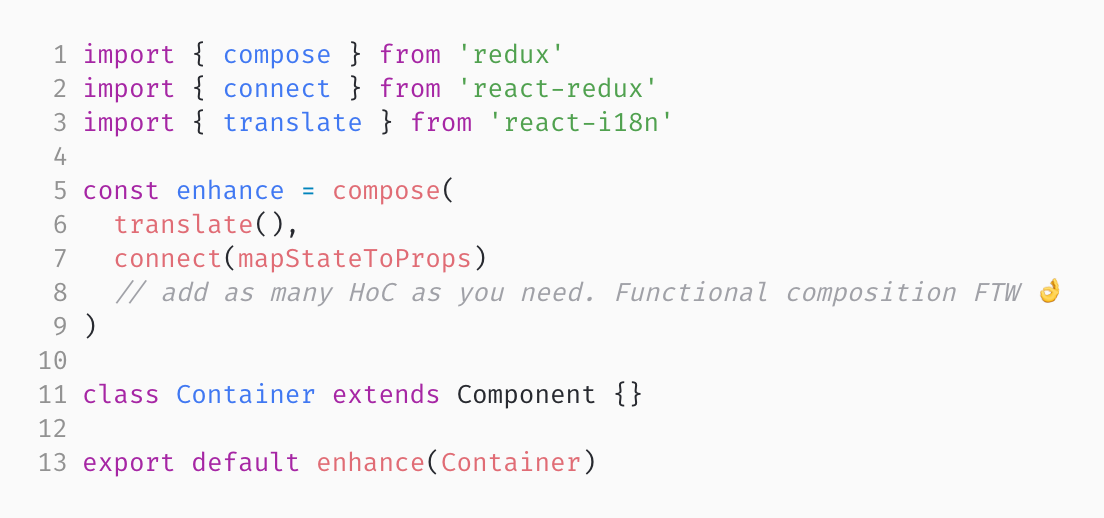 1 import { compose } from 'redux'
2 import { connect } from 'react-redux'
3 import { translate } from 'react-i18n'
4
5 const enhance = compose(
6   translate(),
7   connect(mapStateToProps)
8   // add as many HoC as you need. Functional composition FTW 👌
9 )
10
11 class Container extends Component {}
12
13 export default enhance(Container)